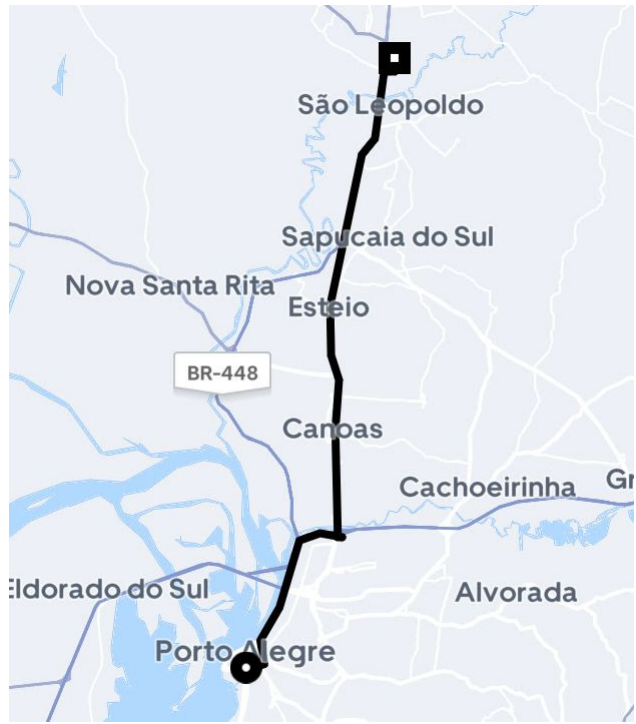 São Leopoldo
Sapucaia do Sul
Nova Santa Rita
Esteio
BR-448
Canoas
Cachoeirinha
Gr
Eldorado do Sul
Alvorada
Porto Alegre